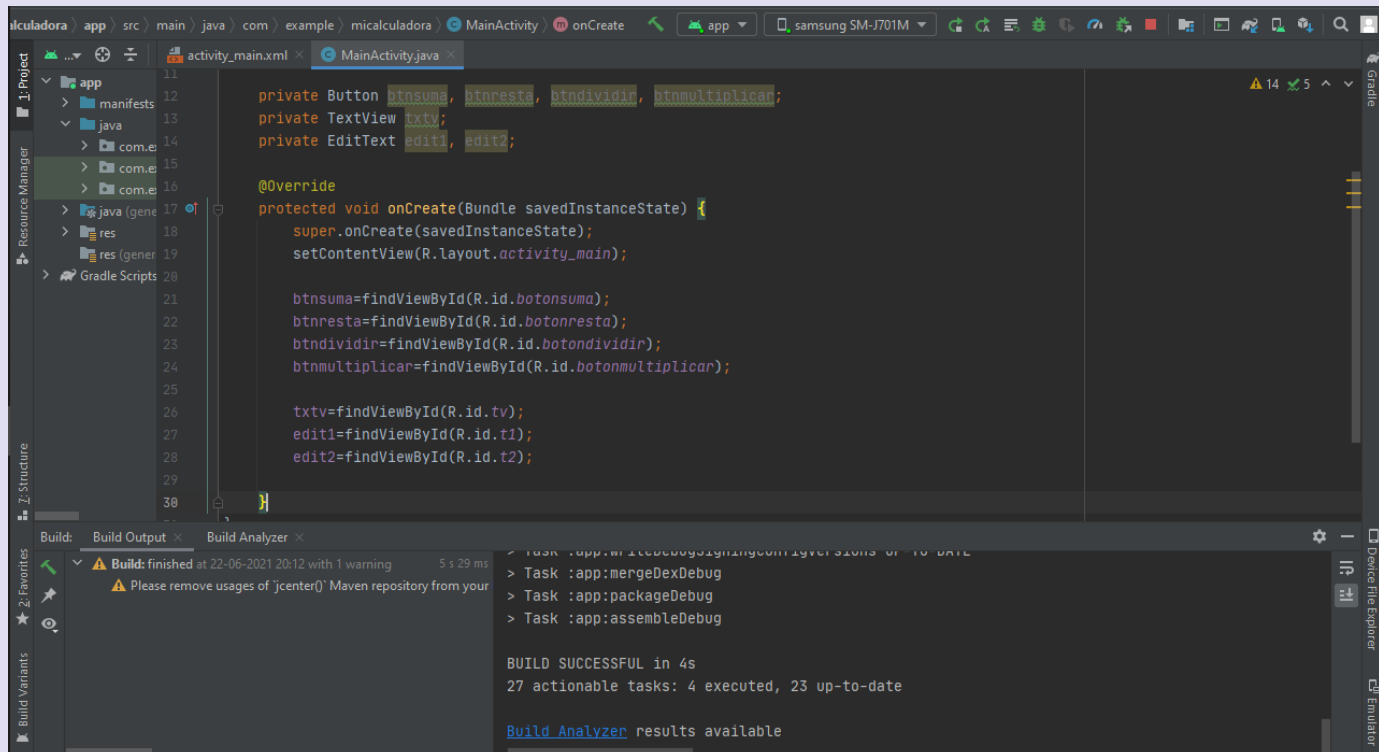 alculadora app src main java com example micalculadora MainActivity onCreate app samsung SM-J701M
1: Project
Resource Manager
7: Structure
2: Favorites
Build Variants
... activity_main.xml MainActivity.java
app
manifests
java
com.e
com.e
com.e
java (gene
res
res (gener
Gradle Scripts
14 5
11
12 private Button btnsuma, btnresta, btndividir, btnmultiplicar;
13 private TextView txtv;
14 private EditText edit1, edit2;
15
16 @Override
17 protected void onCreate(Bundle savedInstanceState) {
18 super.onCreate(savedInstanceState);
19 setContentView(R.layout.activity_main);
20
21 btnsuma=findViewById(R.id.botonsuma);
22 btnresta=findViewById(R.id.botonresta);
23 btndividir=findViewById(R.id.botondividir);
24 btnmultiplicar=findViewById(R.id.botonmultiplicar);
25
26 txtv=findViewById(R.id.tv);
27 edit1=findViewById(R.id.t1);
28 edit2=findViewById(R.id.t2);
29
30 }
Build: Build Output Build Analyzer
Build: finished at 22-06-2021 20:12 with 1 warning 5 s 29 ms
Please remove usages of `jcenter()` Maven repository from your
> Task :app:writeDebugSigningConfigVersions UP-TO-DATE
> Task :app:mergeDexDebug
> Task :app:packageDebug
> Task :app:assembleDebug
BUILD SUCCESSFUL in 4s
27 actionable tasks: 4 executed, 23 up-to-date
Build Analyzer results available
Gradle
Device File Explorer
Emulator